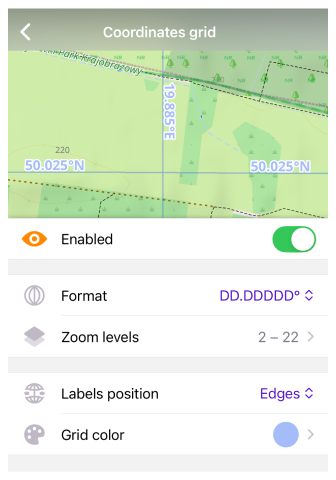 Coordinates grid
Park Krajobrazowy
19.885°E
220
50.025°N
50.025°N
Enabled
Format
DD.DDDDD°
Zoom levels
2 – 22
Labels position
Edges
Grid color